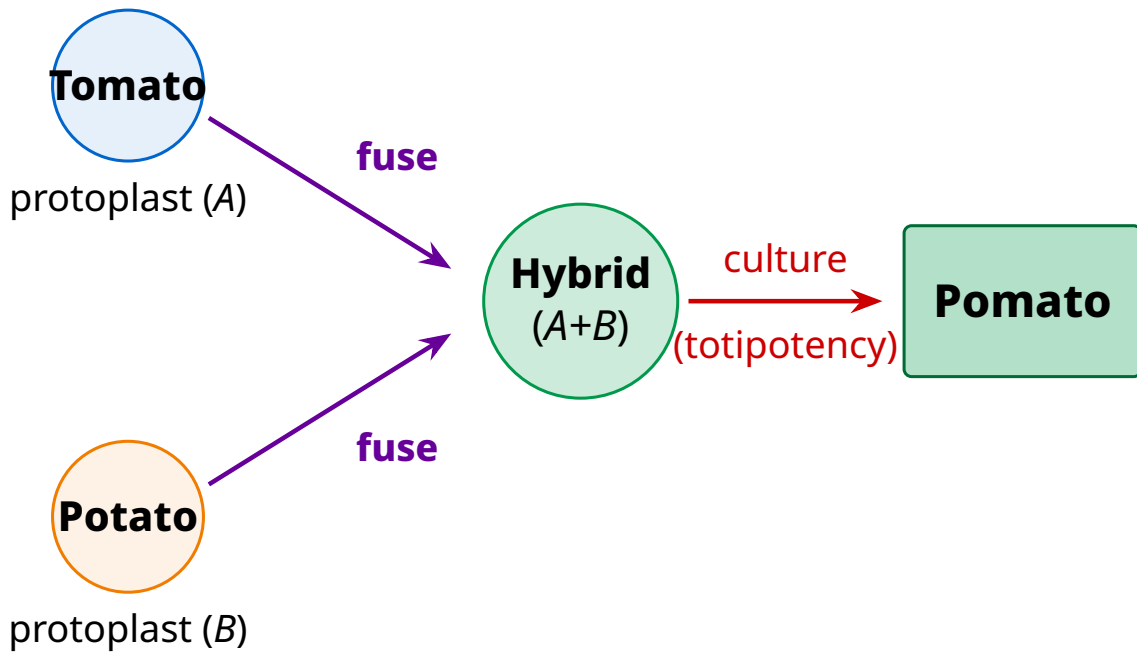 Tomato
protoplast (A)
fuse
Hybrid
(A+B)
culture
(totipotency)
Pomato
fuse
Potato
protoplast (B)